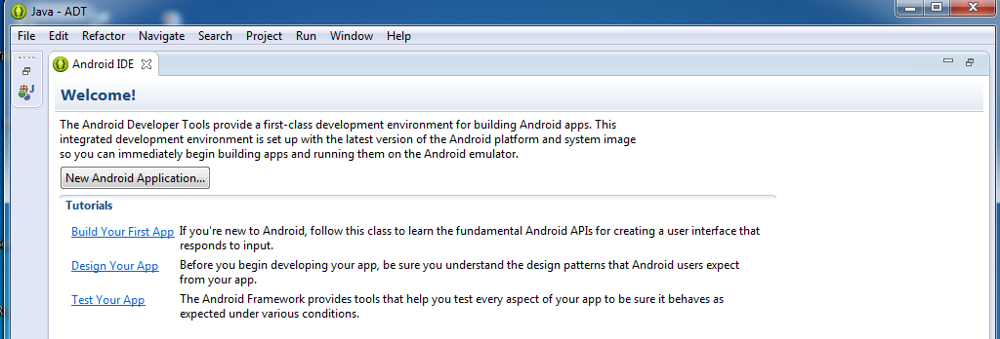 Java - ADT
File Edit Refactor Navigate Search Project Run Window Help
Android IDE
J
Welcome!
The Android Developer Tools provide a first-class development environment for building Android apps. This
integrated development environment is set up with the latest version of the Android platform and system image
so you can immediately begin building apps and running them on the Android emulator.
New Android Application...
Tutorials
Build Your First App If you're new to Android, follow this class to learn the fundamental Android APIs for creating a user interface that
responds to input.
Design Your App Before you begin developing your app, be sure you understand the design patterns that Android users expect
from your app.
Test Your App The Android Framework provides tools that help you test every aspect of your app to be sure it behaves as
expected under various conditions.